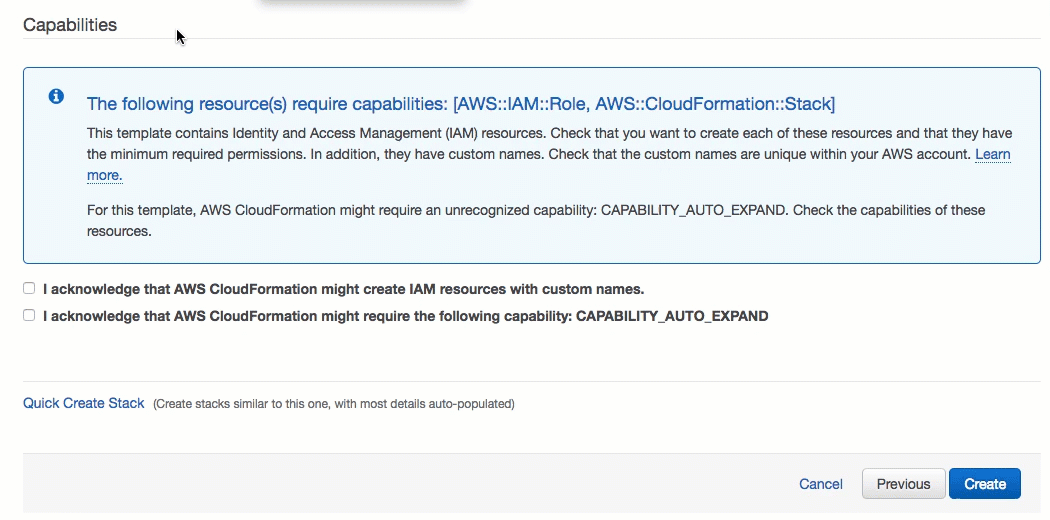 Capabilities
The following resource(s) require capabilities: [AWS::IAM::Role, AWS::CloudFormation::Stack]
This template contains Identity and Access Management (IAM) resources. Check that you want to create each of these resources and that they have
the minimum required permissions. In addition, they have custom names. Check that the custom names are unique within your AWS account. Learn
more.
For this template, AWS CloudFormation might require an unrecognized capability: CAPABILITY_AUTO_EXPAND. Check the capabilities of these
resources.
I acknowledge that AWS CloudFormation might create IAM resources with custom names.
I acknowledge that AWS CloudFormation might require the following capability: CAPABILITY_AUTO_EXPAND
Quick Create Stack (Create stacks similar to this one, with most details auto-populated)
Cancel Previous Create